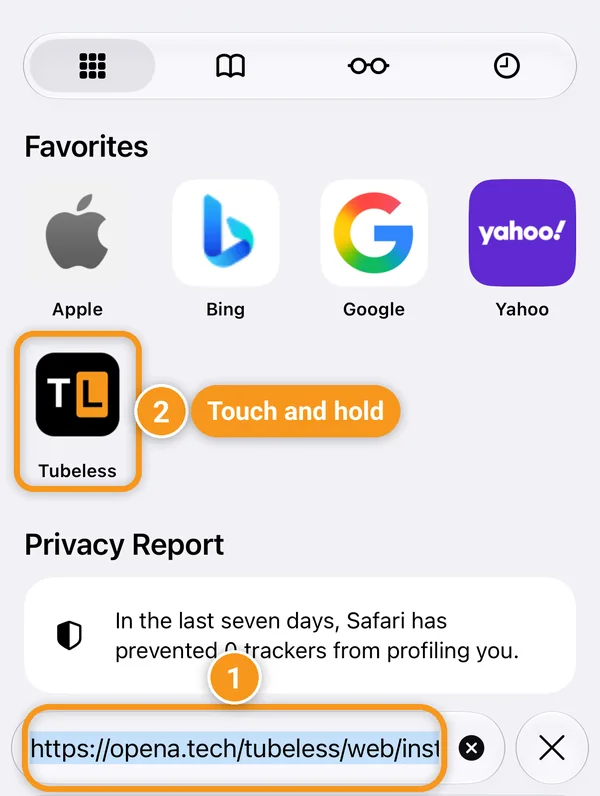 Favorites
yahoo!
Apple
Bing
Google
Yahoo
TL
2
Touch and hold
Tubeless
Privacy Report
In the last seven days, Safari has
prevented 0 trackers from profiling you.
1
https://opena.tech/tubeless/web/inst